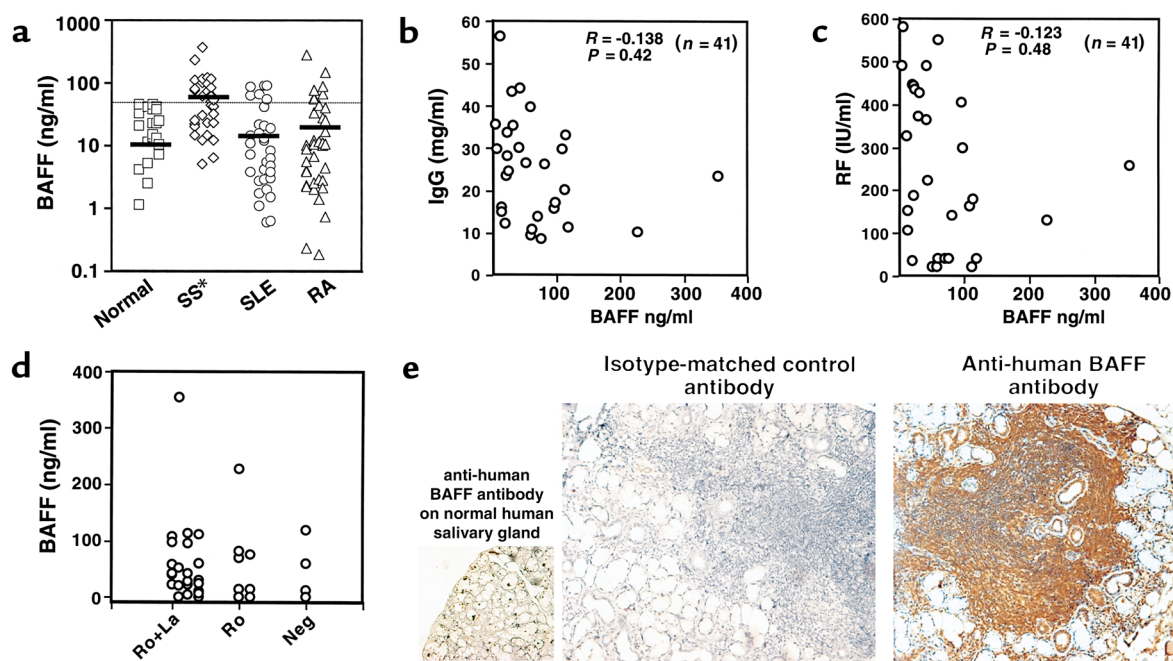 a
1000
100
10
1
0.1
BAFF (ng/ml)
Normal
SS*
SLE
RA
b
60
50
40
30
20
10
0
IgG (mg/ml)
R = -0.138
P = 0.42
(n = 41)
100
200
300
400
BAFF ng/ml
c
600
500
400
300
200
100
0
RF (IU/ml)
R = -0.123
P = 0.48
(n = 41)
100
200
300
400
BAFF ng/ml
d
400
300
200
100
0
BAFF (ng/ml)
Ro+La
Ro
Neg
e
anti-human
BAFF antibody
on normal human
salivary gland
Isotype-matched control
antibody
Anti-human BAFF
antibody